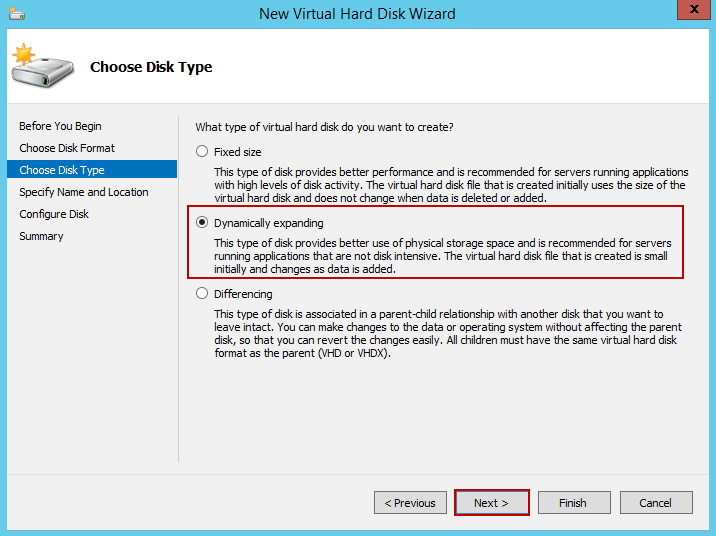 New Virtual Hard Disk Wizard
x
Choose Disk Type
Before You Begin
Choose Disk Format
Choose Disk Type
Specify Name and Location
Configure Disk
Summary
What type of virtual hard disk do you want to create?
Fixed size
This type of disk provides better performance and is recommended for servers running applications
with high levels of disk activity. The virtual hard disk file that is created initially uses the size of the
virtual hard disk and does not change when data is deleted or added.
Dynamically expanding
This type of disk provides better use of physical storage space and is recommended for servers
running applications that are not disk intensive. The virtual hard disk file that is created is small
initially and changes as data is added.
Differencing
This type of disk is associated in a parent-child relationship with another disk that you want to
leave intact. You can make changes to the data or operating system without affecting the parent
disk, so that you can revert the changes easily. All children must have the same virtual hard disk
format as the parent (VHD or VHDX).
< Previous
Next >
Finish
Cancel